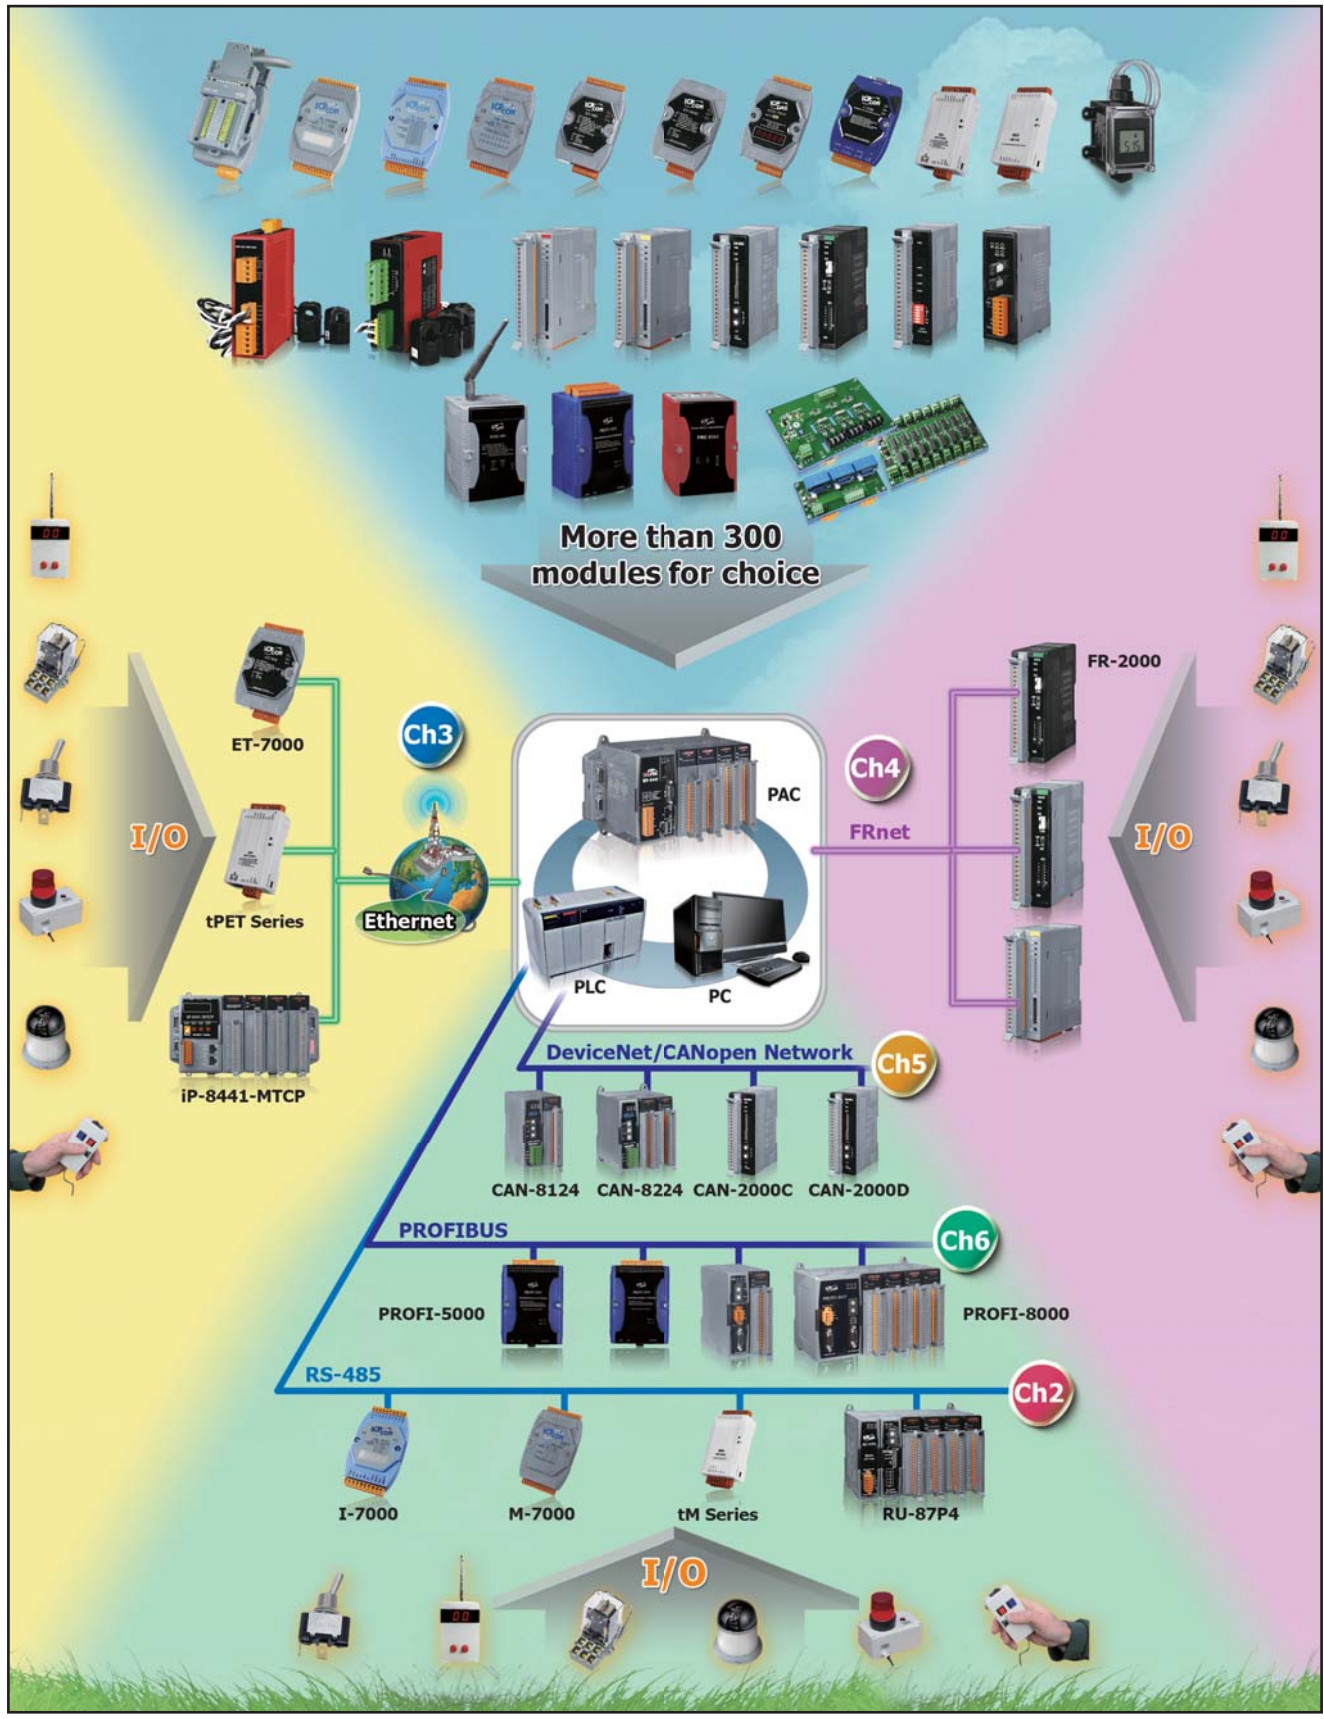 More than 300
modules for choice
ET-7000
tPET Series
iP-8441-MTCP
I/O
Ch3
Ethernet
PAC
PLC
PC
Ch4
FRnet
FR-2000
I/O
DeviceNet/CANopen Network
Ch5
CAN-8124
CAN-8224
CAN-2000C
CAN-2000D
PROFIBUS
Ch6
PROFI-5000
PROFI-8000
RS-485
Ch2
I-7000
M-7000
tM Series
RU-87P4
I/O